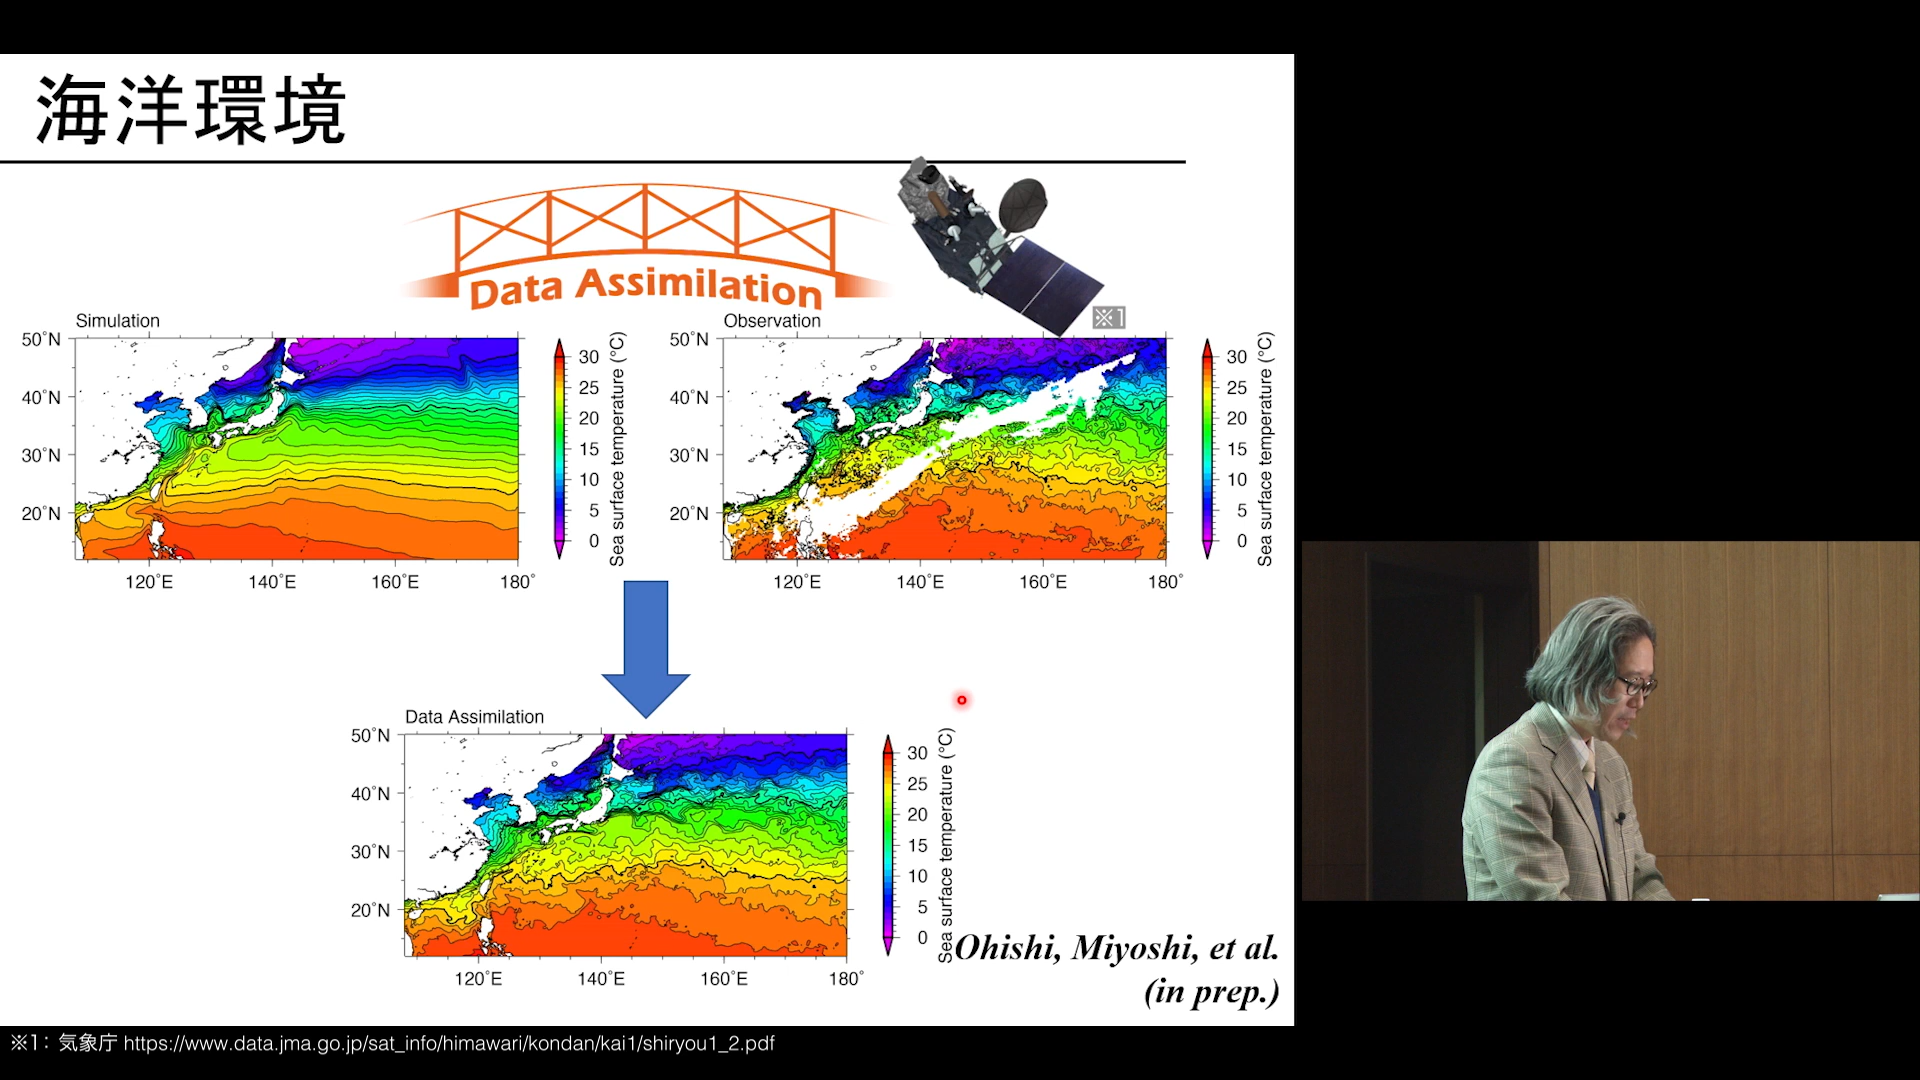 海洋環境
Data Assimilation
※1
Simulation
50°N
40°N
30°N
20°N
120°E 140°E 160°E 180°
30
25
20
15
10
5
0
Sea surface temperature (°C)
Observation
50°N
40°N
30°N
20°N
120°E 140°E 160°E 180°
30
25
20
15
10
5
0
Sea surface temperature (°C)
Data Assimilation
50°N
40°N
30°N
20°N
120°E 140°E 160°E 180°
30
25
20
15
10
5
0
Sea surface temperature (°C)
Ohishi, Miyoshi, et al.
(in prep.)
※1: 気象庁 https://www.data.jma.go.jp/sat_info/himawari/kondan/kai1/shiryou1_2.pdf